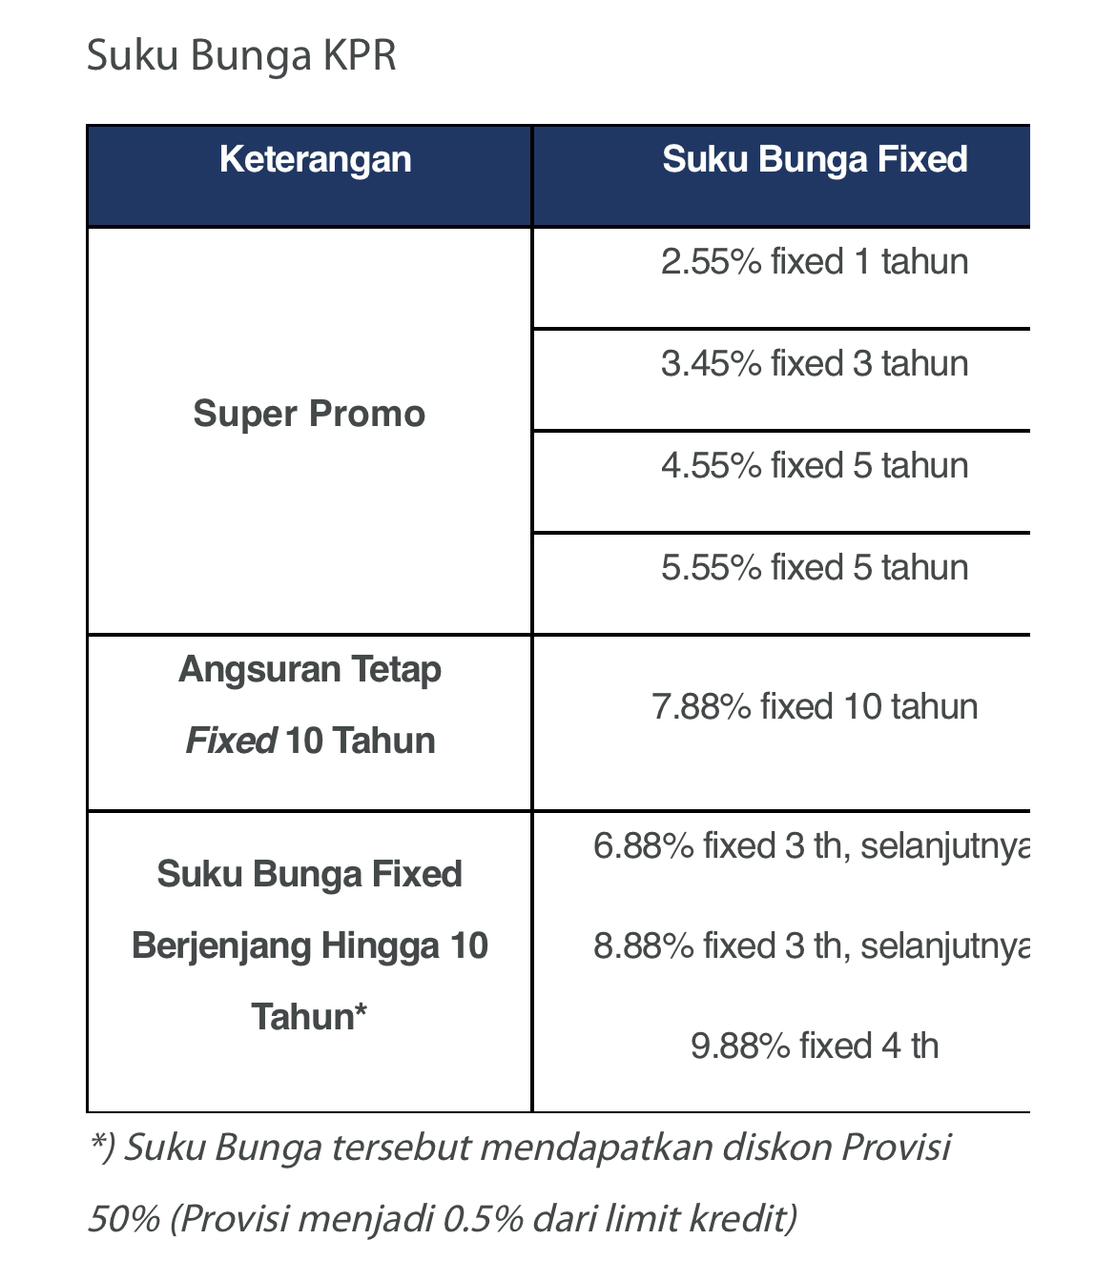 Suku Bunga KPR
Keterangan
Suku Bunga Fixed
Super Promo
2.55% fixed 1 tahun
3.45% fixed 3 tahun
4.55% fixed 5 tahun
5.55% fixed 5 tahun
Angsuran Tetap
Fixed 10 Tahun
7.88% fixed 10 tahun
Suku Bunga Fixed
Berjenjang Hingga 10
Tahun*
6.88% fixed 3 th, selanjutnya
8.88% fixed 3 th, selanjutnya
9.88% fixed 4 th
*) Suku Bunga tersebut mendapatkan diskon Provisi
50% (Provisi menjadi 0.5% dari limit kredit)